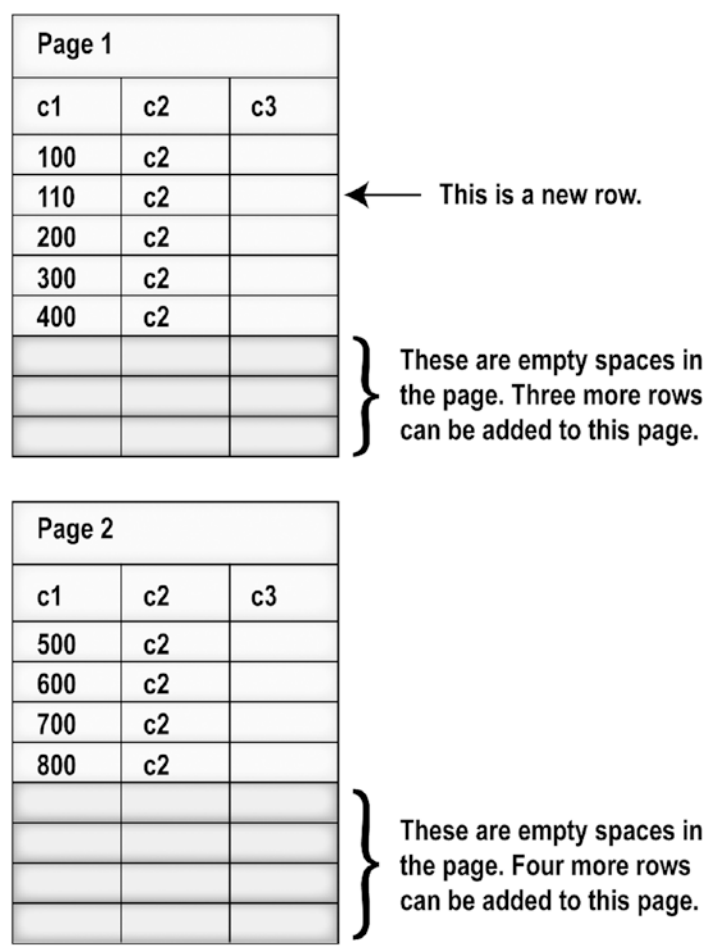 Page 1
c1 c2 c3
100 c2
110 c2
This is a new row.
200 c2
300 c2
400 c2
These are empty spaces in
the page. Three more rows
can be added to this page.
Page 2
c1 c2 c3
500 c2
600 c2
700 c2
800 c2
These are empty spaces in
the page. Four more rows
can be added to this page.